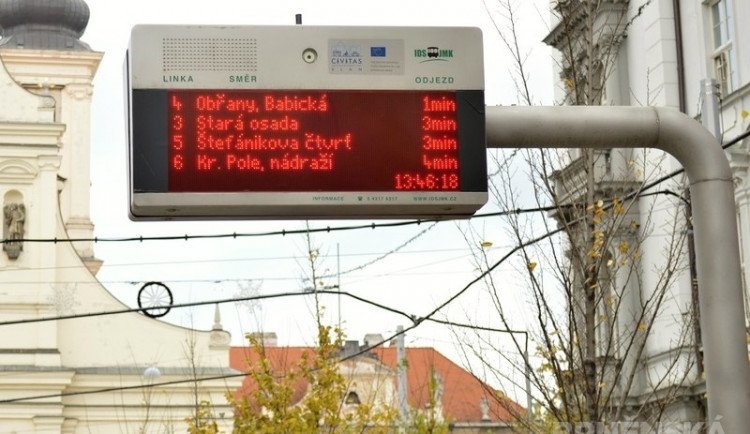 CIVITAS
IDS JMK
LINKA SMĚR ODJEZD
4 Obřany, Babická 1min
3 Stará osada 3min
5 Štefánikova čtvrť 3min
6 Kr. Pole, nádraží 4min
13:46:18
INFORMACE